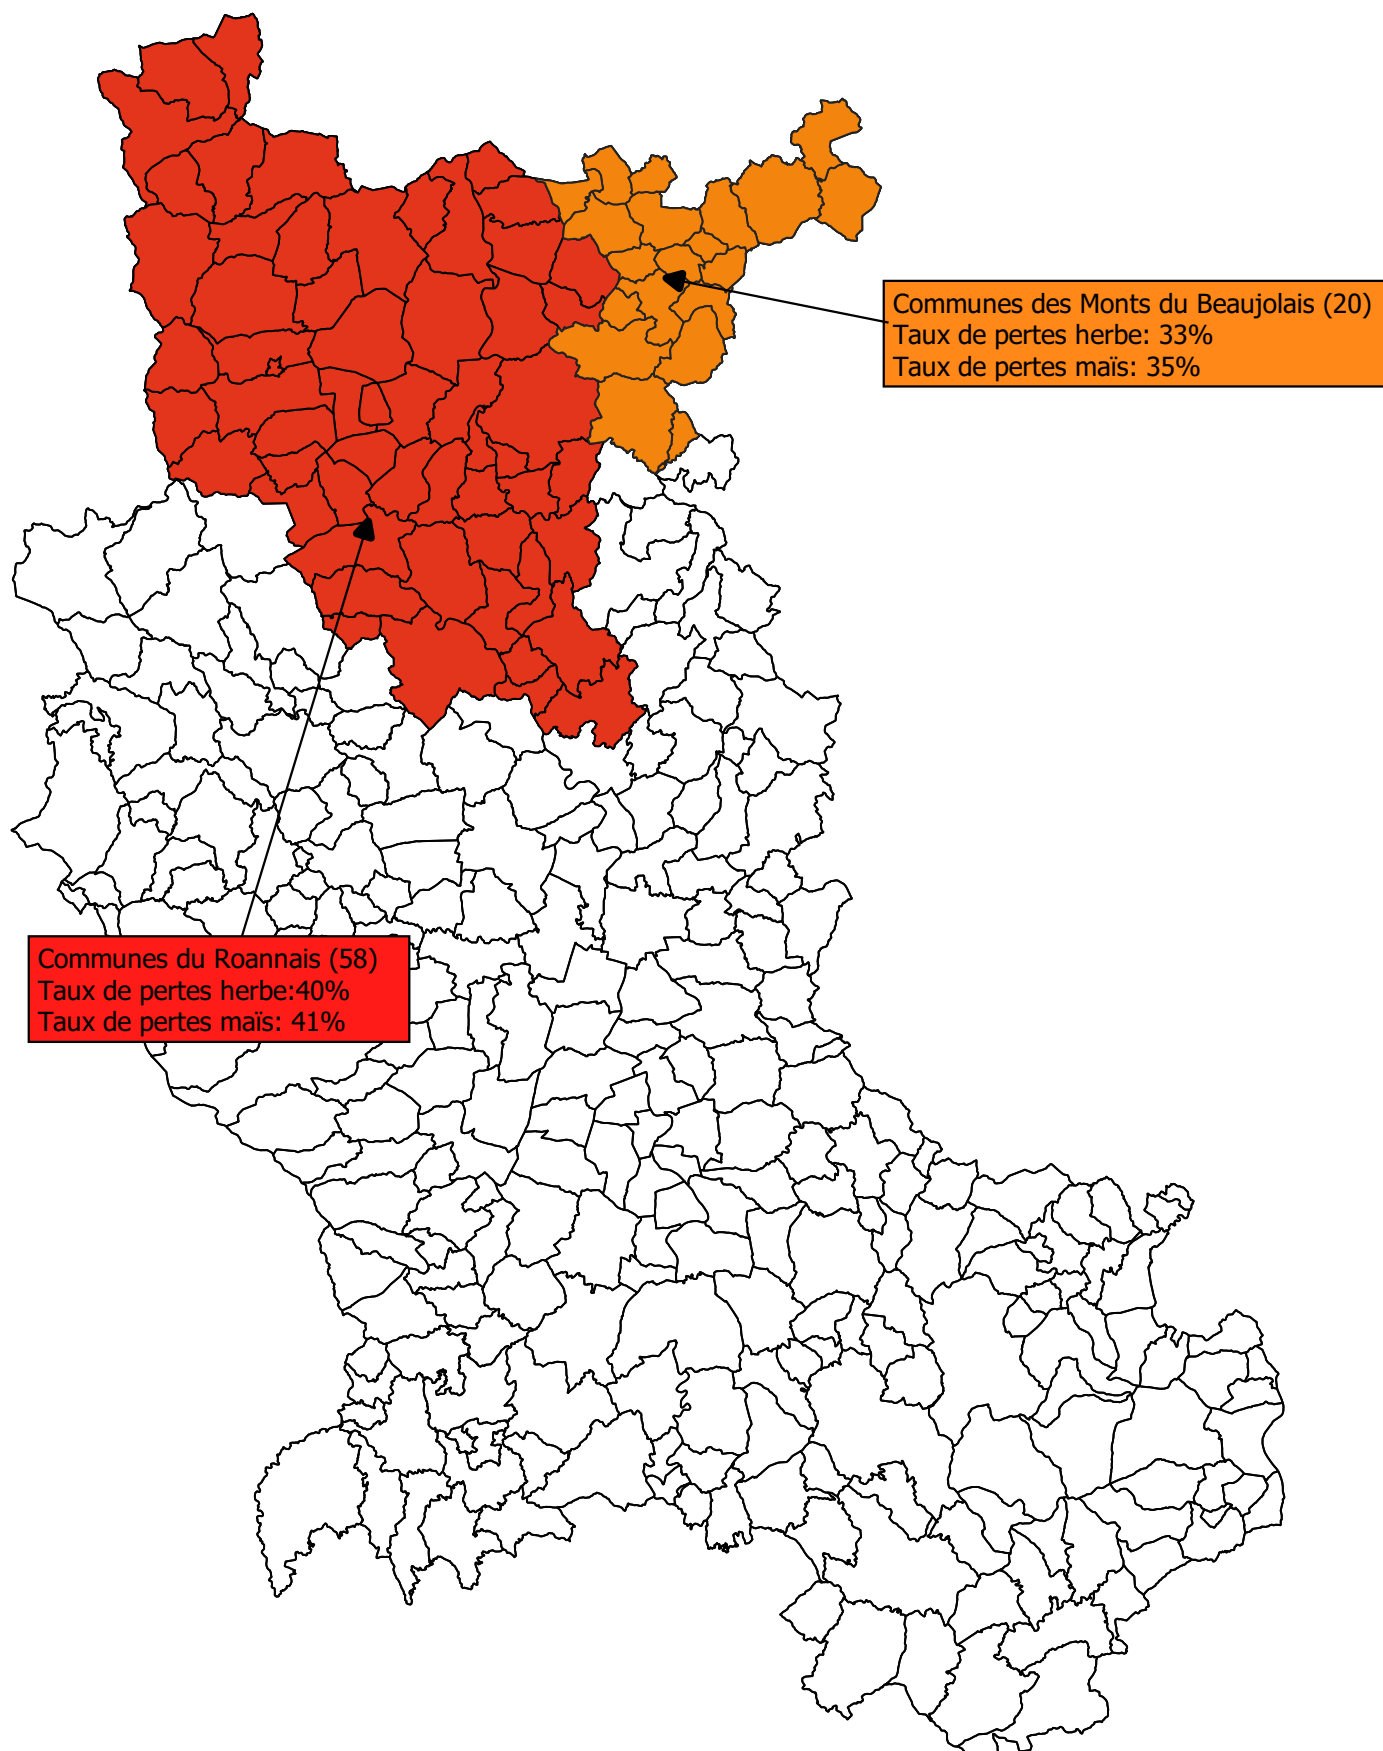 Communes des Monts du Beaujolais (20)
Taux de pertes herbe: 33%
Taux de pertes maïs: 35%
Communes du Roannais (58)
Taux de pertes herbe:40%
Taux de pertes maïs: 41%